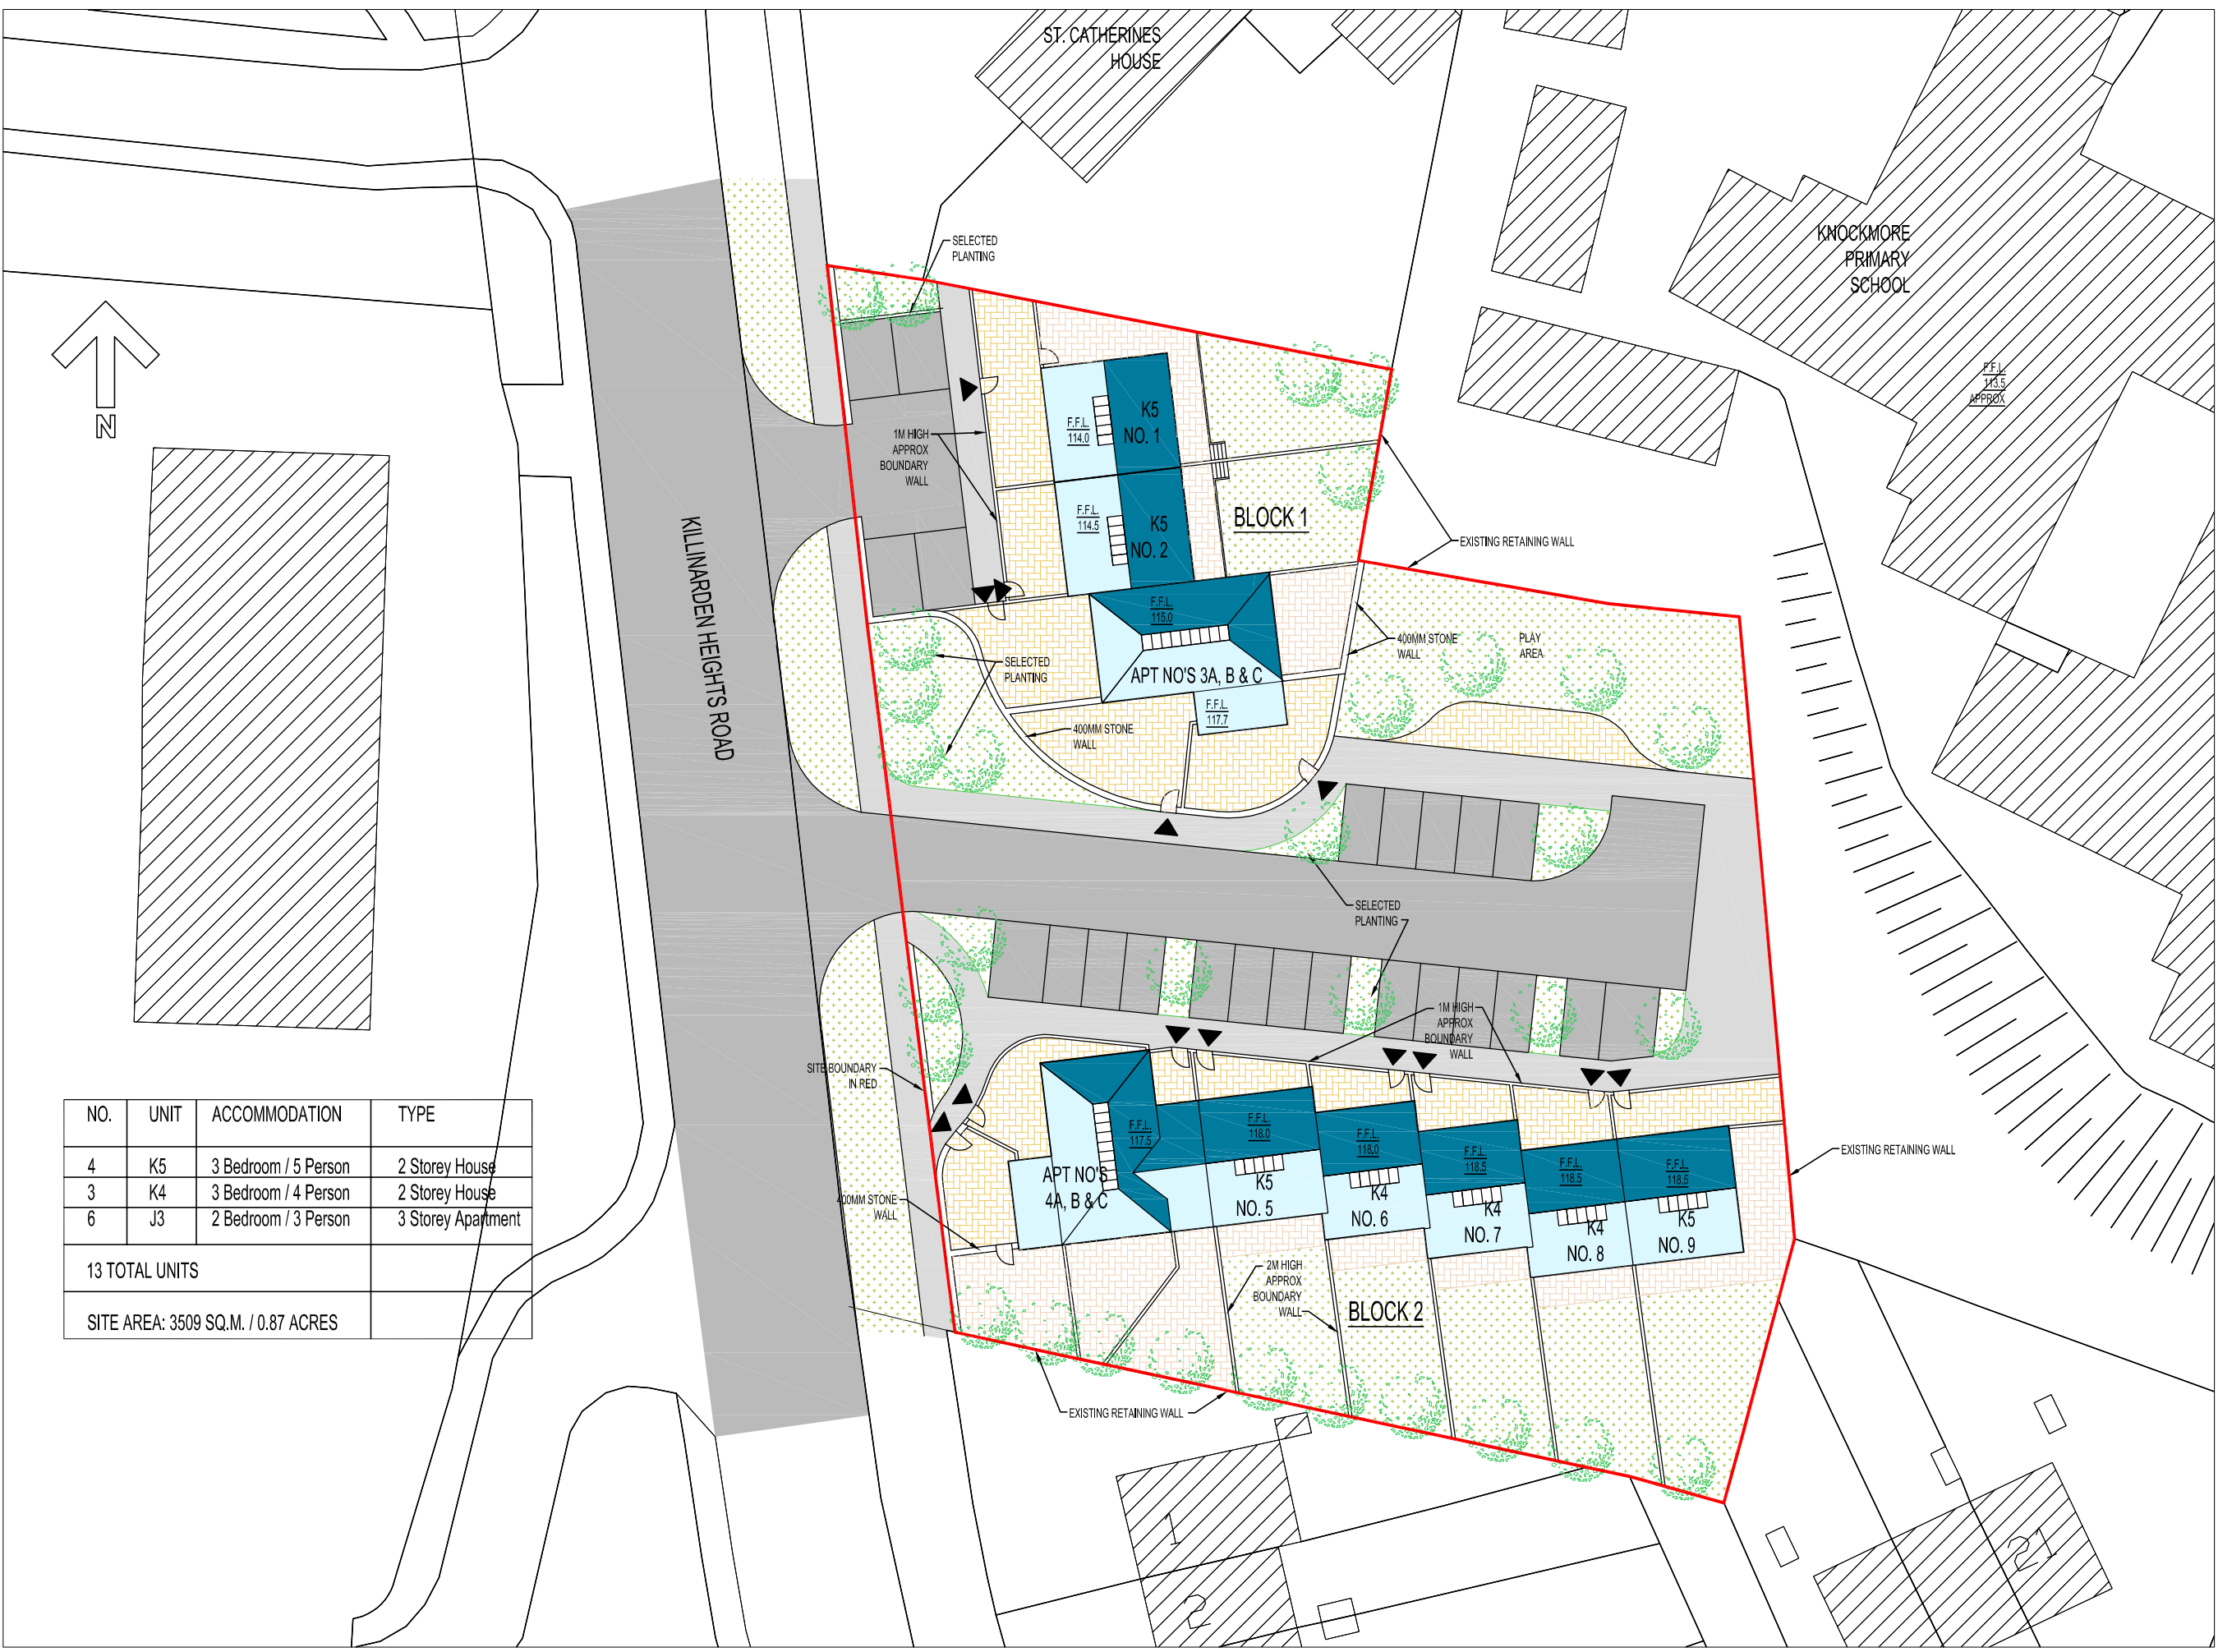 ST. CATHERINES
HOUSE
KNOCKMORE
PRIMARY
SCHOOL
F.F.L.
113.5
APPROX
N
SELECTED
PLANTING
K5
NO. 1
F.F.L.
114.0
1M HIGH
APPROX
BOUNDARY
WALL
F.F.L.
114.5
K5
NO. 2
BLOCK 1
EXISTING RETAINING WALL
KILLINARDEN HEIGHTS ROAD
F.F.L.
115.0
APT NO'S 3A, B & C
F.F.L.
117.7
400MM STONE
WALL
PLAY
AREA
SELECTED
PLANTING
400MM STONE
WALL
SELECTED
PLANTING
1M HIGH
APPROX
BOUNDARY
WALL
SITE BOUNDARY
IN RED
F.F.L.
117.5
APT NO'S
4A, B & C
F.F.L.
118.0
K5
NO. 5
F.F.L.
118.0
K4
NO. 6
F.F.L.
118.5
K4
NO. 7
F.F.L.
118.5
K4
NO. 8
F.F.L.
118.5
K5
NO. 9
EXISTING RETAINING WALL
400MM STONE
WALL
2M HIGH
APPROX
BOUNDARY
WALL
BLOCK 2
EXISTING RETAINING WALL
NO. UNIT ACCOMMODATION TYPE
4 K5 3 Bedroom / 5 Person 2 Storey House
3 K4 3 Bedroom / 4 Person 2 Storey House
6 J3 2 Bedroom / 3 Person 3 Storey Apartment
13 TOTAL UNITS
SITE AREA: 3509 SQ.M. / 0.87 ACRES
1
2
21